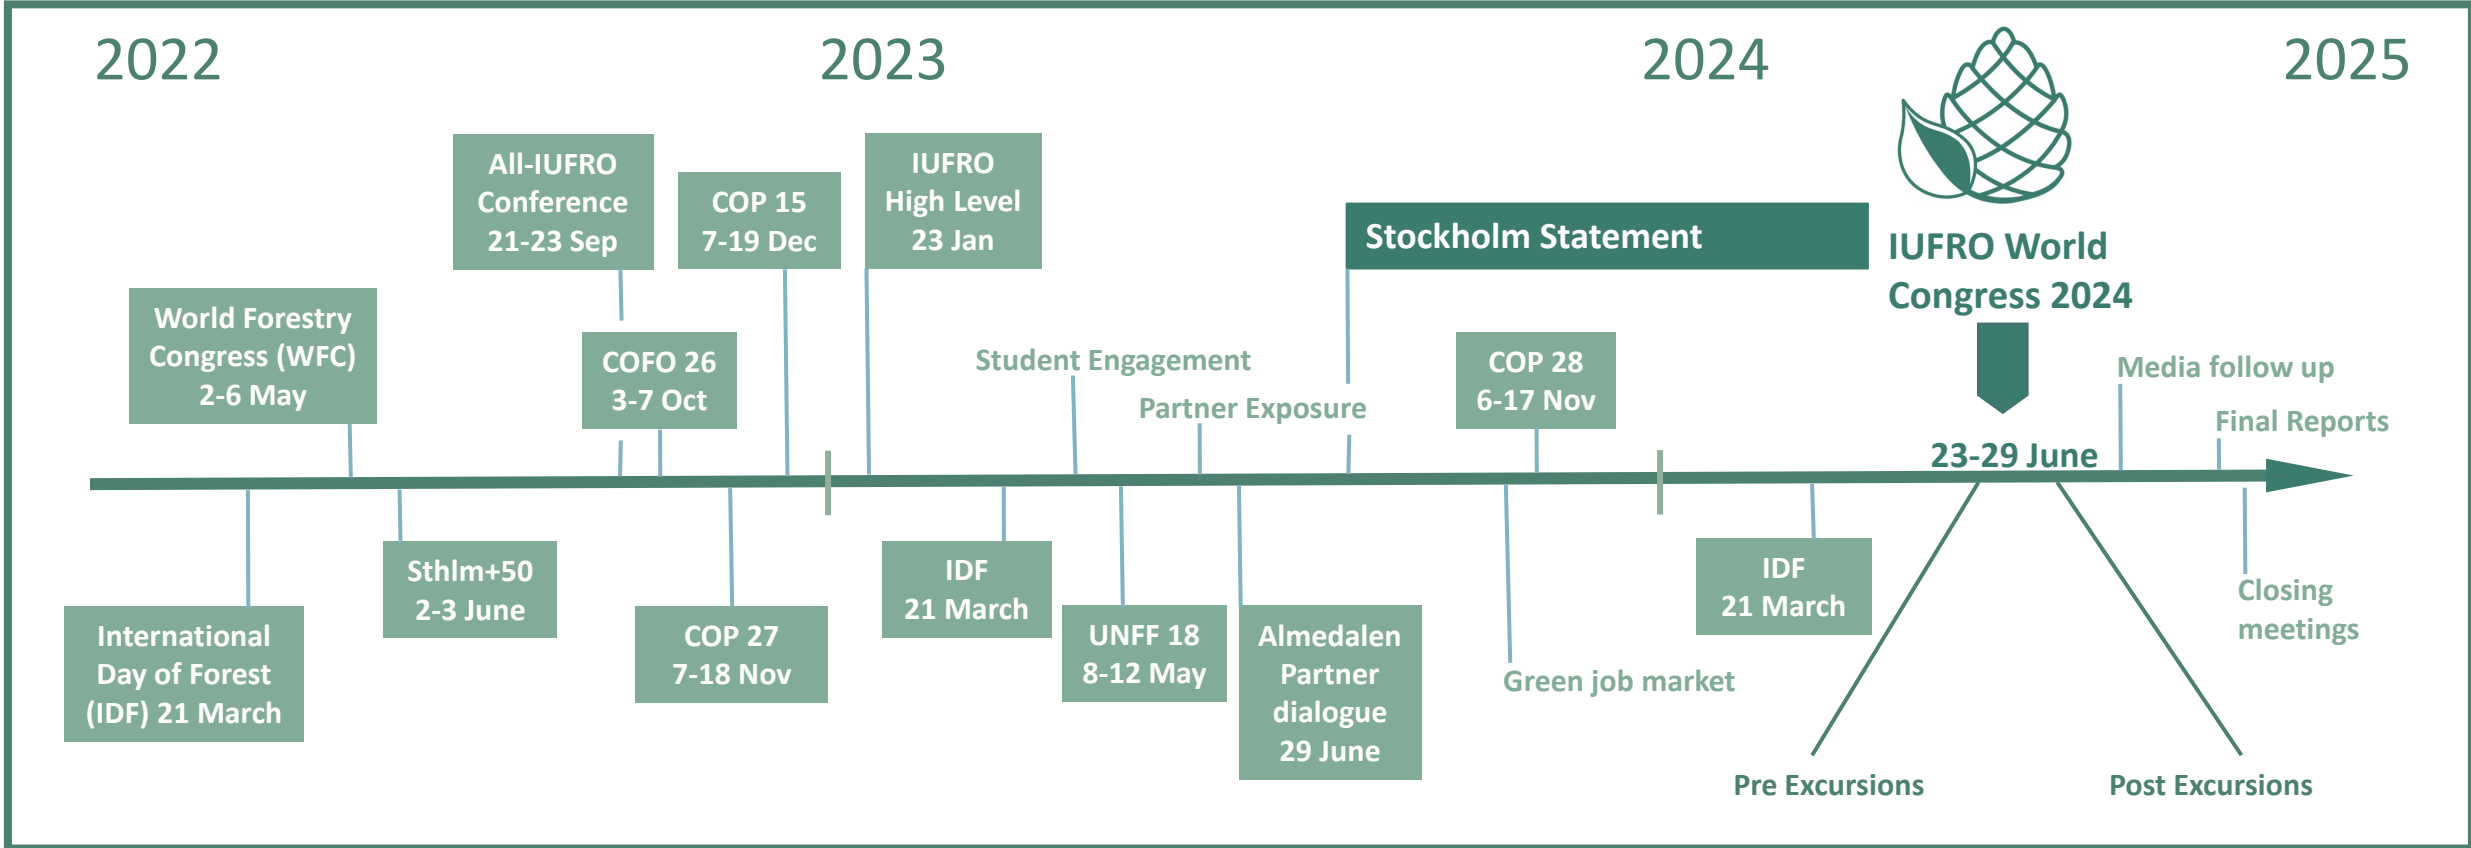 2022
2023
2024
2025
All-IUFRO
Conference
21-23 Sep
COP 15
7-19 Dec
IUFRO
High Level
23 Jan
Stockholm Statement
IUFRO World
Congress 2024
World Forestry
Congress (WFC)
2-6 May
COFO 26
3-7 Oct
Student Engagement
Partner Exposure
COP 28
6-17 Nov
Media follow up
Final Reports
23-29 June
International
Day of Forest
(IDF) 21 March
Sthlm+50
2-3 June
COP 27
7-18 Nov
IDF
21 March
UNFF 18
8-12 May
Almedalen
Partner
dialogue
29 June
Green job market
IDF
21 March
Closing
meetings
Pre Excursions
Post Excursions